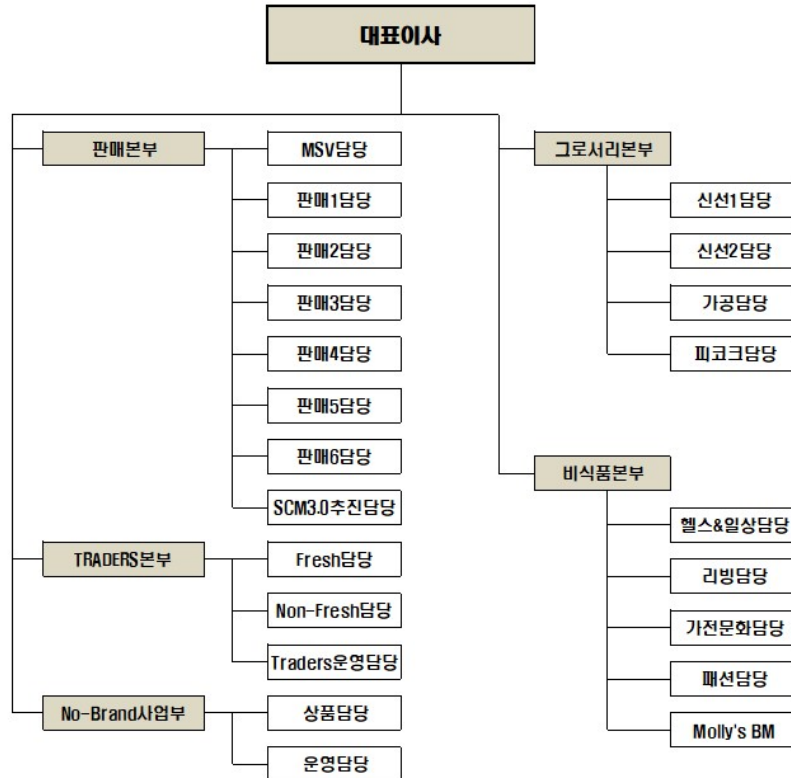 대표이사
판매본부
MSV담당
판매1담당
판매2담당
판매3담당
판매4담당
판매5담당
판매6담당
SCM3.0추진담당
TRADERS본부
Fresh담당
Non-Fresh담당
Traders운영담당
No-Brand사업부
상품담당
운영담당
그로서리본부
신선1담당
신선2담당
가공담당
피코크담당
비식품본부
헬스&일상담당
리빙담당
가전문화담당
패션담당
Molly's BM